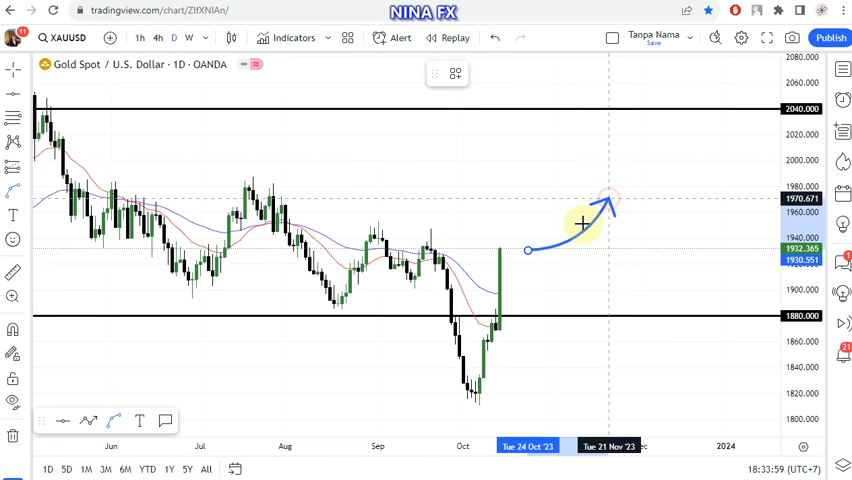 NINA FX
tradingview.com/chart/ZIfXNIAn/
11
XAUUSD
1h 4h D W
Indicators
Alert
Replay
Tanpa Nama
Save
Publish
Gold Spot / U.S. Dollar · 1D · OANDA
2080.000
2060.000
2040.000
2020.000
2000.000
1980.000
1970.671
1960.000
1940.000
1932.365
1930.551
1900.000
1880.000
1860.000
1840.000
1820.000
1800.000
21
Jun Jul Aug Sep Oct Tue 24 Oct '23 Tue 21 Nov '23 2024
1D 5D 1M 3M 6M YTD 1Y 5Y All
18:33:59 (UTC+7)